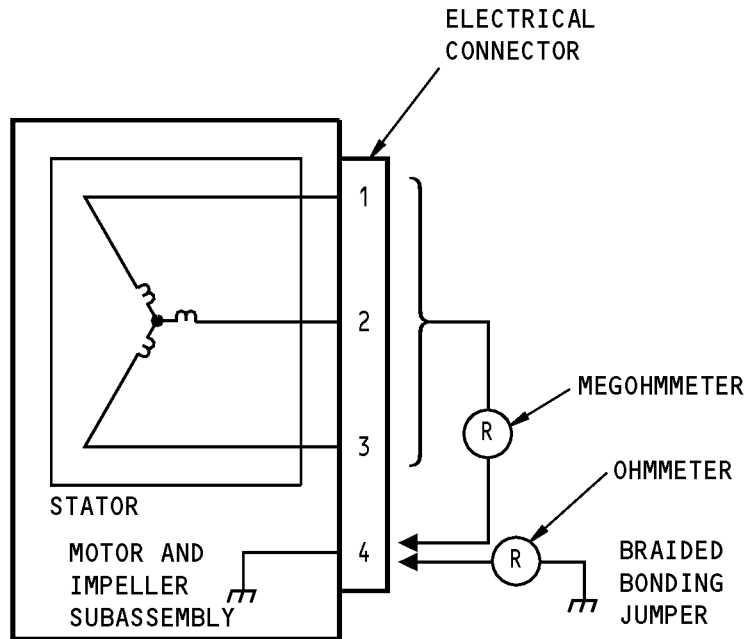 ELECTRICAL
CONNECTOR
1
2
3
4
R
MEGOHMMETER
R
OHMMETER
STATOR
MOTOR AND
IMPELLER
SUBASSEMBLY
BRAIDED
BONDING
JUMPER